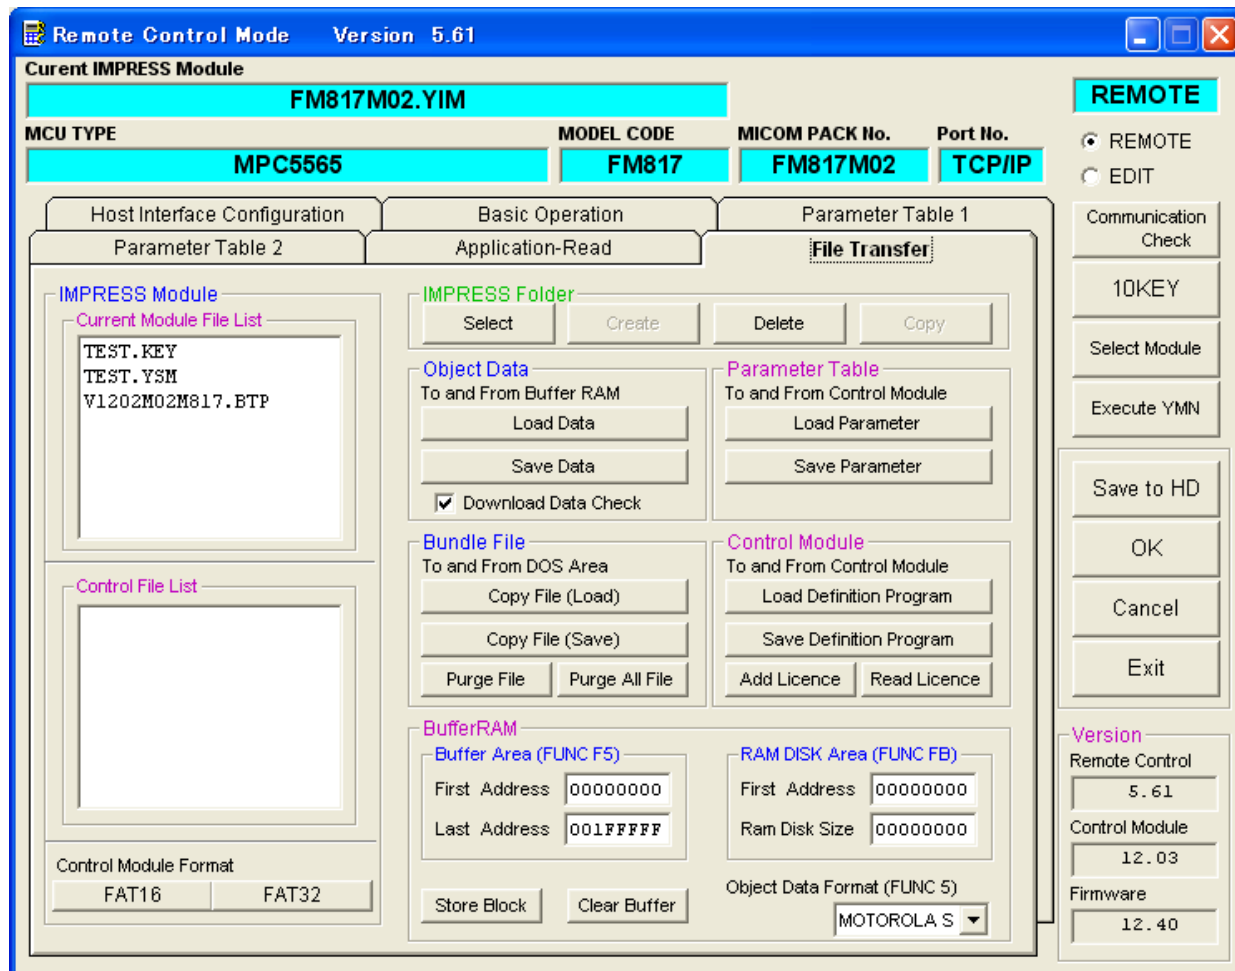 Remote Control Mode Version 5.61
Curent IMPRESS Module
FM817M02.YIM
REMOTE
MCU TYPE MODEL CODE MICOM PACK No. Port No.
MPC5565 FM817 FM817M02 TCP/IP
REMOTE
EDIT
Host Interface Configuration Basic Operation Parameter Table 1
Parameter Table 2 Application-Read File Transfer
Communication
Check
10KEY
Select Module
Execute YMN
Save to HD
OK
Cancel
Exit
IMPRESS Module
Current Module File List
TEST.KEY
TEST.YSM
V1202M02M817.BTP
Control File List
Control Module Format
FAT16 FAT32
IMPRESS Folder
Select Create Delete Copy
Object Data
To and From Buffer RAM
Load Data
Save Data
Download Data Check
Parameter Table
To and From Control Module
Load Parameter
Save Parameter
Bundle File
To and From DOS Area
Copy File (Load)
Copy File (Save)
Purge File Purge All File
Control Module
To and From Control Module
Load Definition Program
Save Definition Program
Add Licence Read Licence
BufferRAM
Buffer Area (FUNC F5)
First Address 00000000
Last Address 001FFFFF
RAM DISK Area (FUNC FB)
First Address 00000000
Ram Disk Size 00000000
Store Block Clear Buffer
Object Data Format (FUNC 5)
MOTOROLA S
Version
Remote Control
5.61
Control Module
12.03
Firmware
12.40